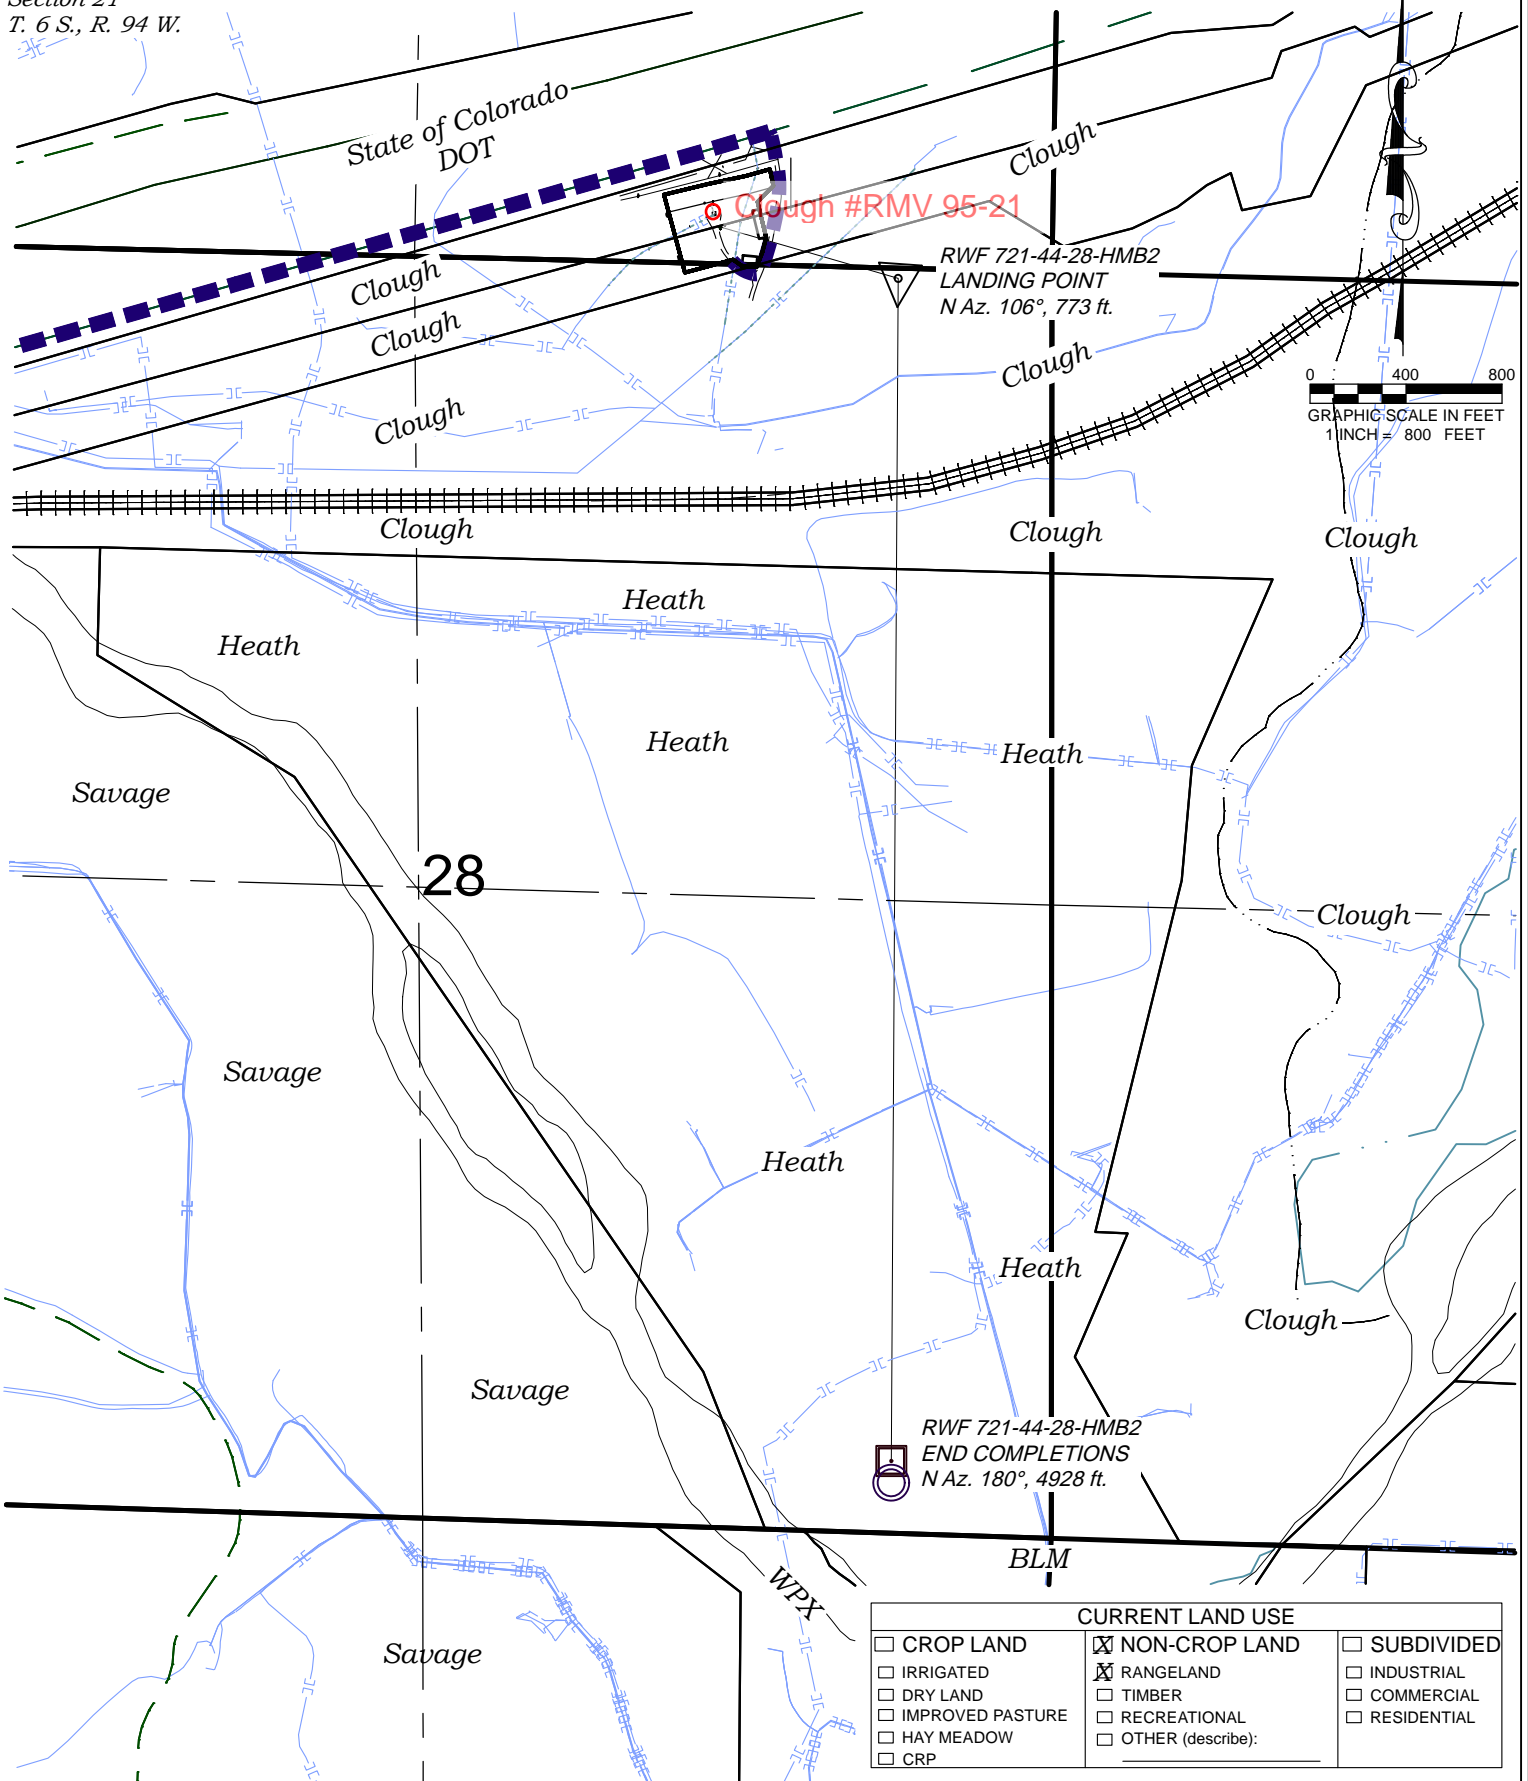 Section 21
T. 6 S., R. 94 W.
State of Colorado
DOT
Clough
Clough #RMV 95-21
RWF 721-44-28-HMB2
LANDING POINT
N Az. 106°, 773 ft.
Clough
Clough
Clough
Clough
0 400 800
GRAPHIC SCALE IN FEET
1 INCH = 800 FEET
Clough
Clough
Clough
Heath
Heath
Heath
Heath
Savage
28
Clough
Savage
Heath
Heath
Clough
Savage
RWF 721-44-28-HMB2
END COMPLETIONS
N Az. 180°, 4928 ft.
BLM
WPX
Savage
CURRENT LAND USE
CROP LAND
IRRIGATED
DRY LAND
IMPROVED PASTURE
HAY MEADOW
CRP
X NON-CROP LAND
X RANGELAND
TIMBER
RECREATIONAL
OTHER (describe):
SUBDIVIDED
INDUSTRIAL
COMMERCIAL
RESIDENTIAL